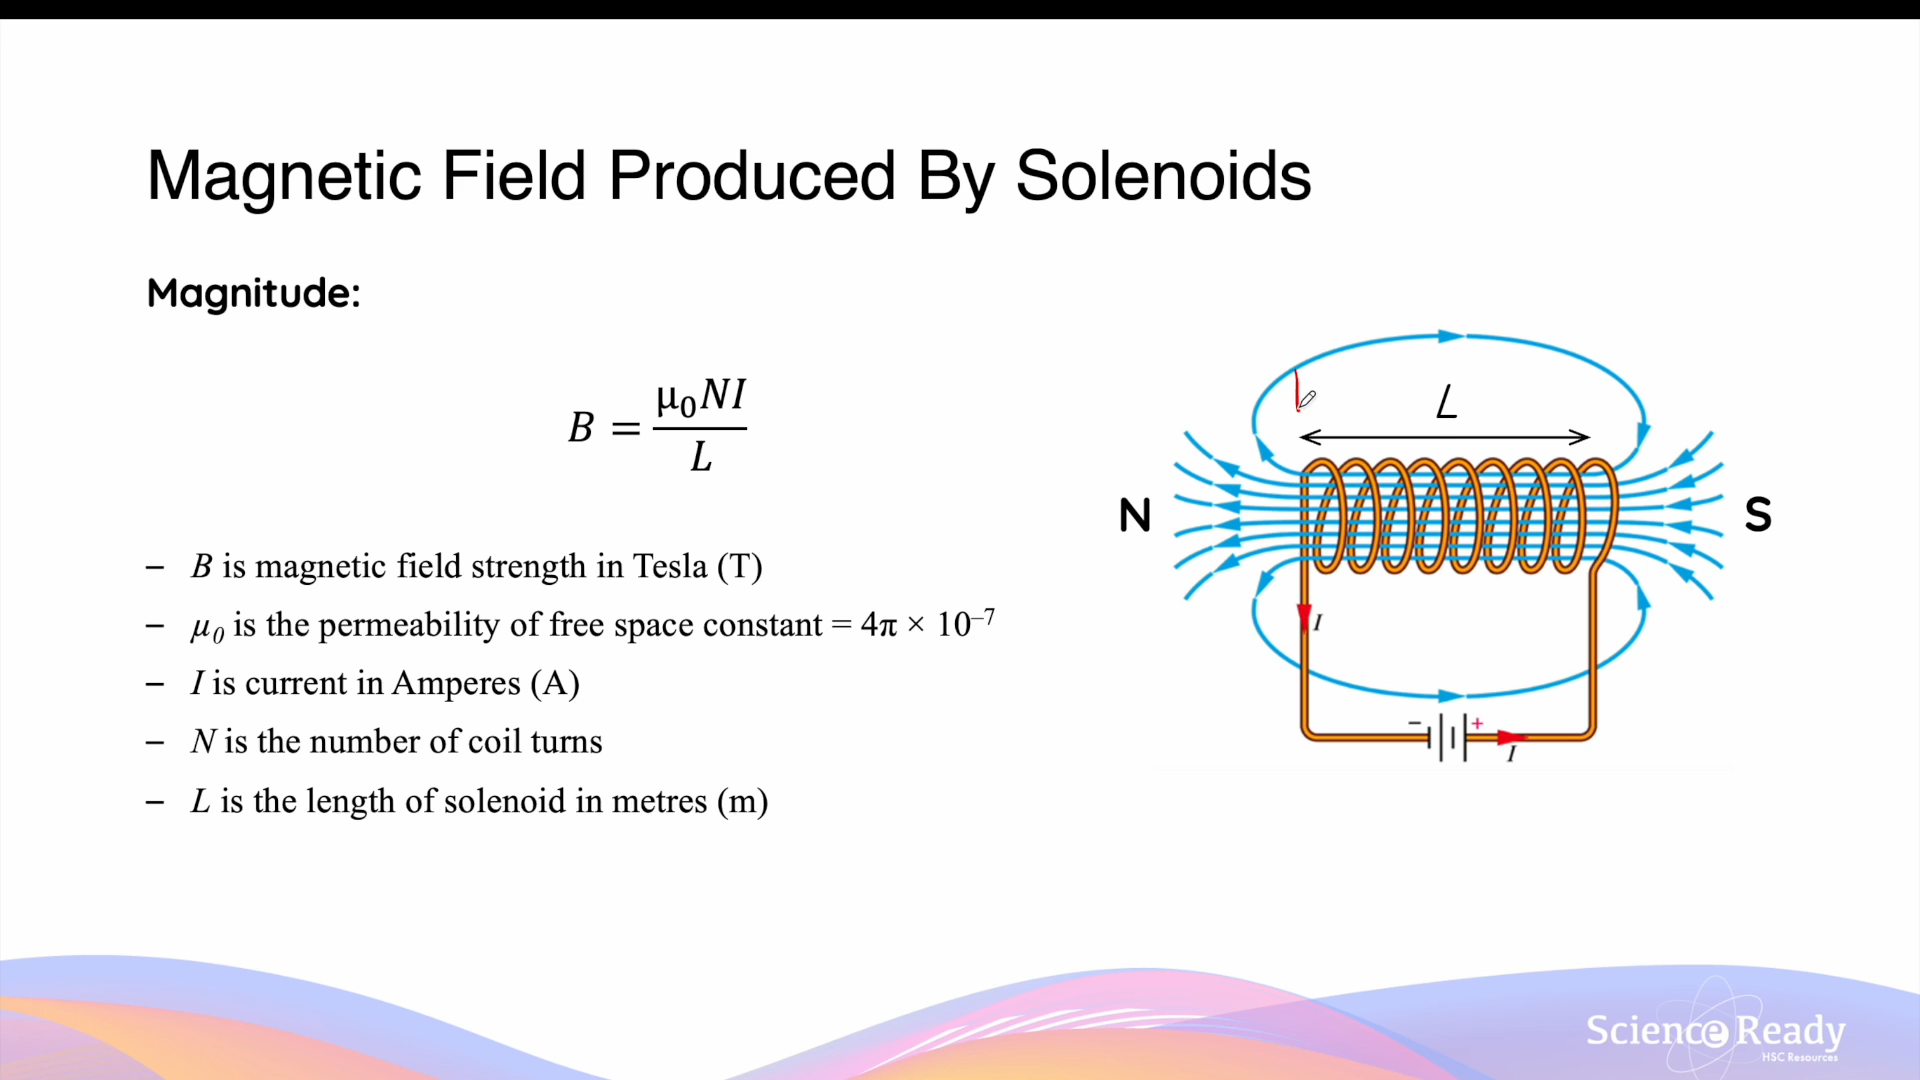 Magnetic Field Produced By Solenoids
Magnitude:
B = μ₀NI / L
– B is magnetic field strength in Tesla (T)
– μ₀ is the permeability of free space constant = 4π × 10⁻⁷
– I is current in Amperes (A)
– N is the number of coil turns
– L is the length of solenoid in metres (m)
L
N
S
I
– +
I
Science Ready
HSC Resources